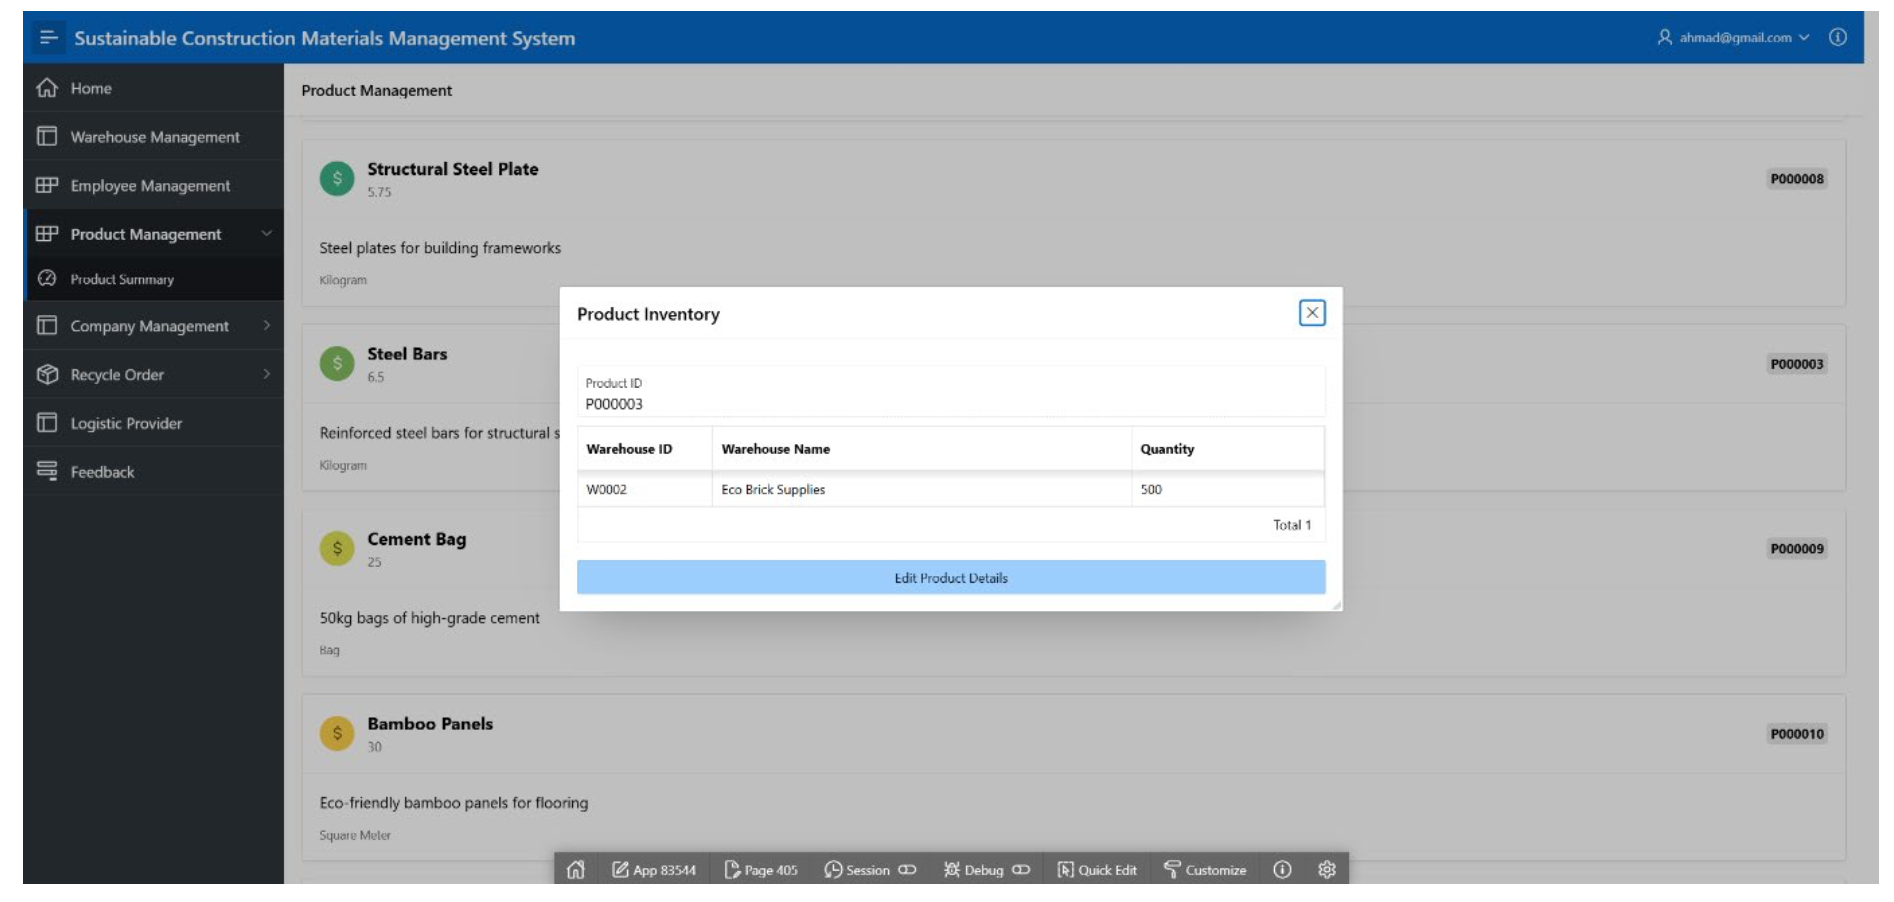 Sustainable Construction Materials Management System
ahmad@gmail.com
Home
Warehouse Management
Employee Management
Product Management
Product Summary
Company Management
Recycle Order
Logistic Provider
Feedback
Product Management
Structural Steel Plate
5.75
P000008
Steel plates for building frameworks
Kilogram
Steel Bars
6.5
P000003
Reinforced steel bars for structural s
Kilogram
Cement Bag
25
P000009
50kg bags of high-grade cement
Bag
Bamboo Panels
30
P000010
Eco-friendly bamboo panels for flooring
Square Meter
Product Inventory
Product ID
P000003
Warehouse ID Warehouse Name Quantity
W0002 Eco Brick Supplies 500
Total 1
Edit Product Details
App 83544 Page 405 Session Debug Quick Edit Customize